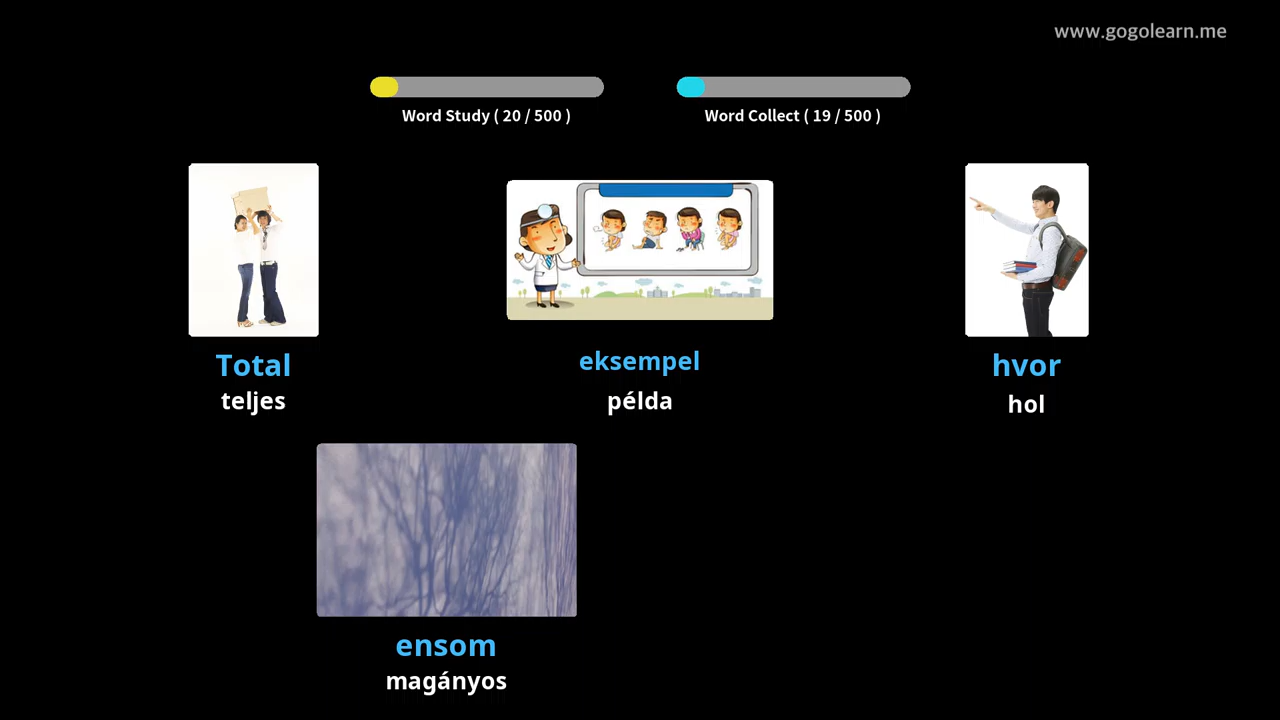 www.gogolearn.me
Word Study ( 20 / 500 )
Word Collect ( 19 / 500 )
Total
teljes
eksempel
példa
hvor
hol
ensom
magányos